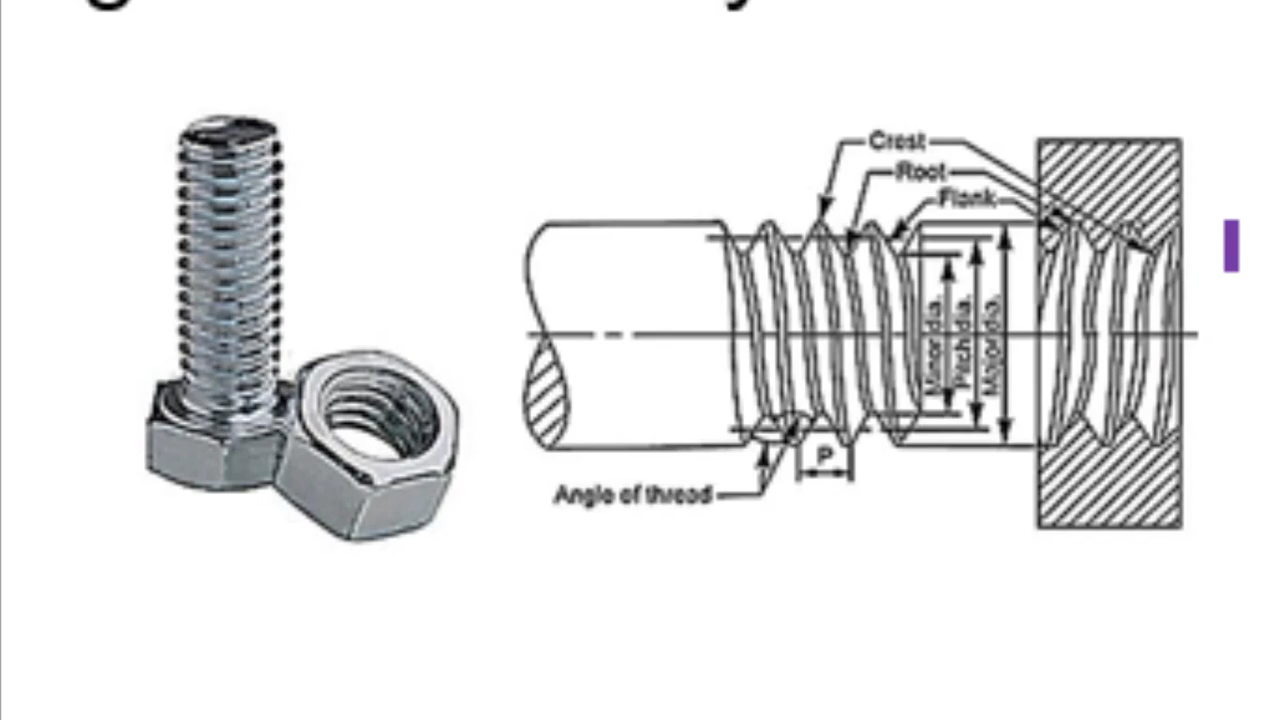 Crest
Root
Flank
Minor dia.
Pitch dia.
Major dia.
P
Angle of thread